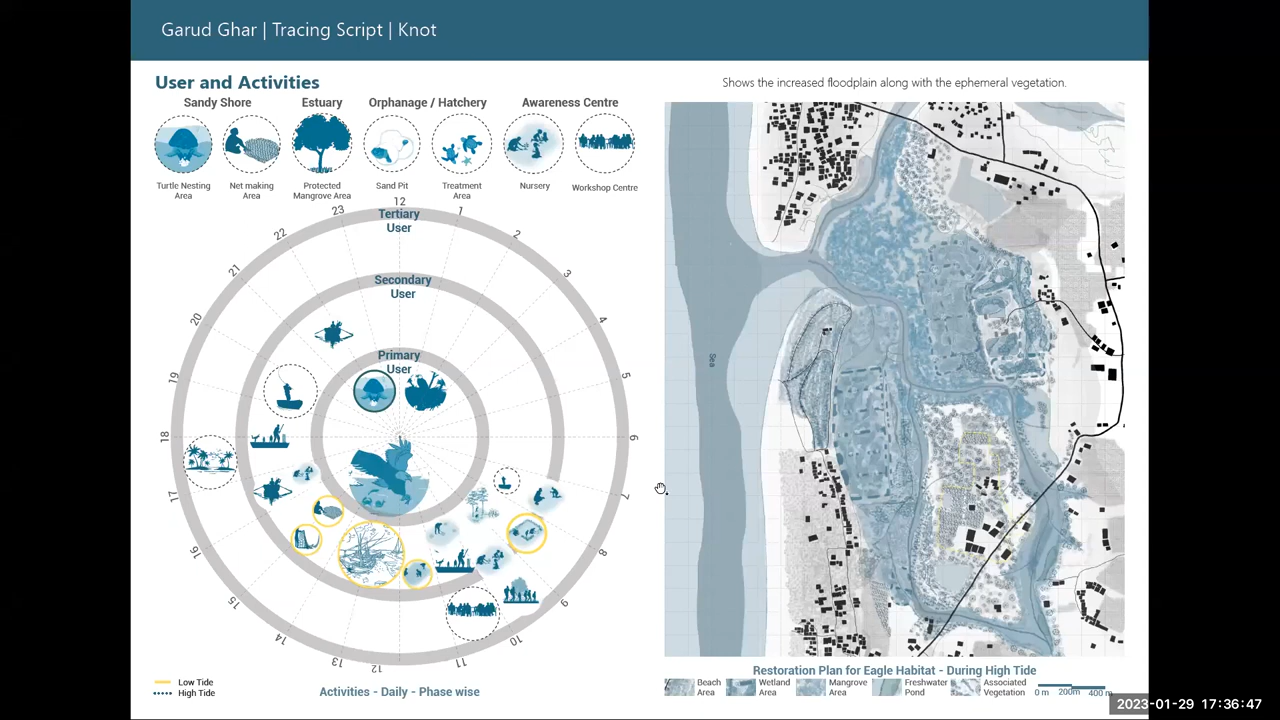 Garud Ghar | Tracing Script | Knot
User and Activities
Shows the increased floodplain along with the ephemeral vegetation.
Sandy Shore
Estuary
Orphanage / Hatchery
Awareness Centre
Turtle Nesting
Area
Net making
Area
Protected
Mangrove Area
Sand Pit
Treatment
Area
Nursery
Workshop Centre
12
1
2
3
4
5
6
7
8
9
10
11
12
13
14
15
16
17
18
19
20
21
22
23
Tertiary
User
Secondary
User
Primary
User
Low Tide
High Tide
Activities - Daily - Phase wise
Sea
Restoration Plan for Eagle Habitat - During High Tide
Beach
Area
Wetland
Area
Mangrove
Area
Freshwater
Pond
Associated
Vegetation
0 m 200m 400 m
2023-01-29 17:36:47